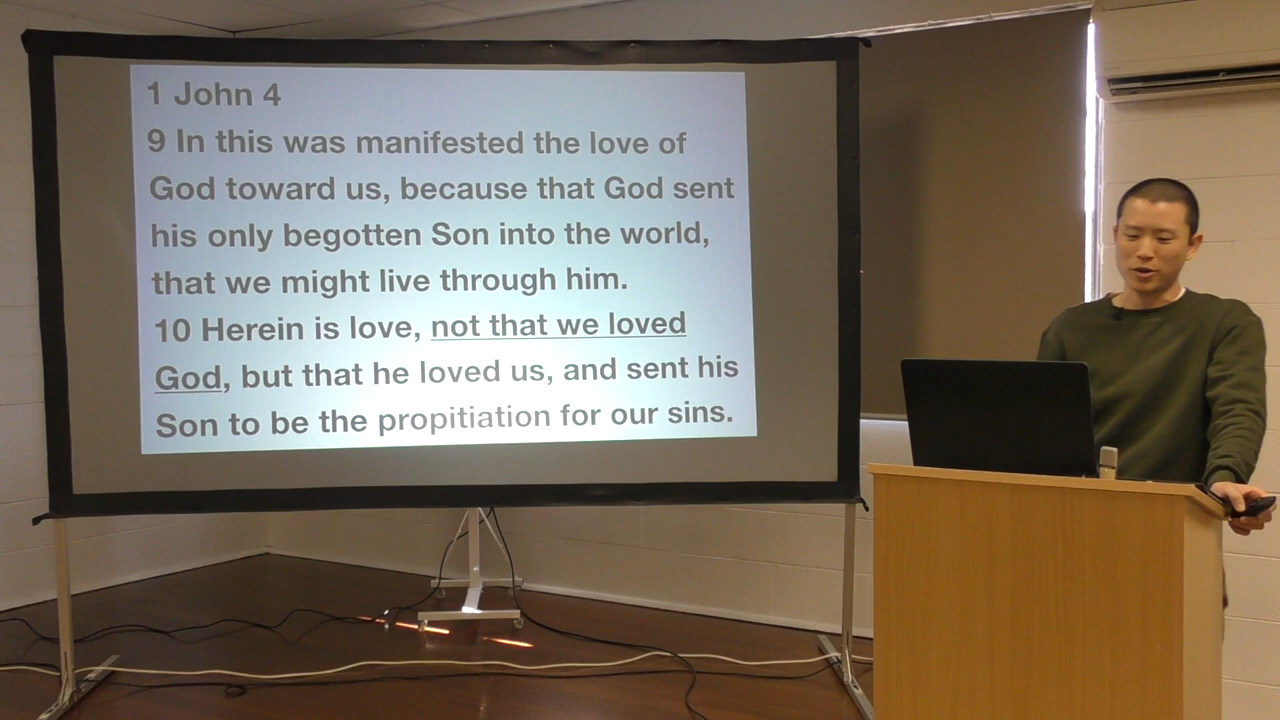 1 John 4
9 In this was manifested the love of
God toward us, because that God sent
his only begotten Son into the world,
that we might live through him.
10 Herein is love, not that we loved
God, but that he loved us, and sent his
Son to be the propitiation for our sins.